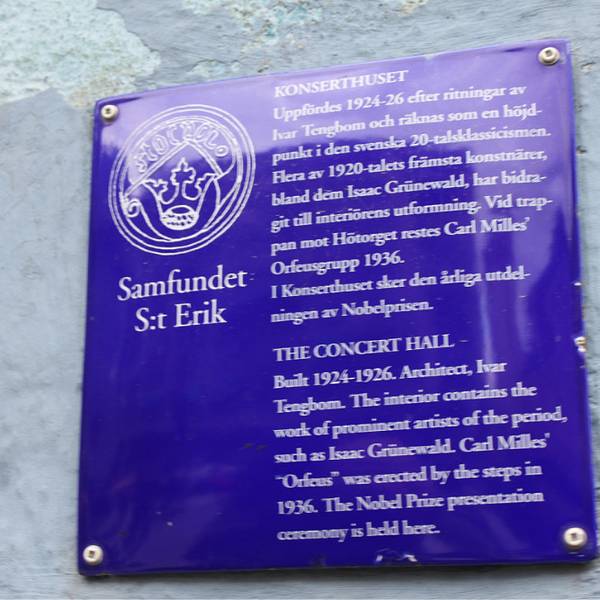 STOCHOLO
Samfundet
S:t Erik
KONSERTHUSET
Uppfördes 1924-26 efter ritningar av
Ivar Tengbom och räknas som en höjd-
punkt i den svenska 20-talsklassicismen.
Flera av 1920-talets främsta konstnärer,
bland dem Isaac Grünewald, har bidra-
git till interiörens utformning. Vid trap-
pan mot Hötorget restes Carl Milles'
Orfeusgrupp 1936.
I Konserthuset sker den årliga utdel-
ningen av Nobelprisen.
THE CONCERT HALL
Built 1924-1926. Architect, Ivar
Tengbom. The interior contains the
work of prominent artists of the period,
such as Isaac Grünewald. Carl Milles'
"Orfeus" was erected by the steps in
1936. The Nobel Prize presentation
ceremony is held here.